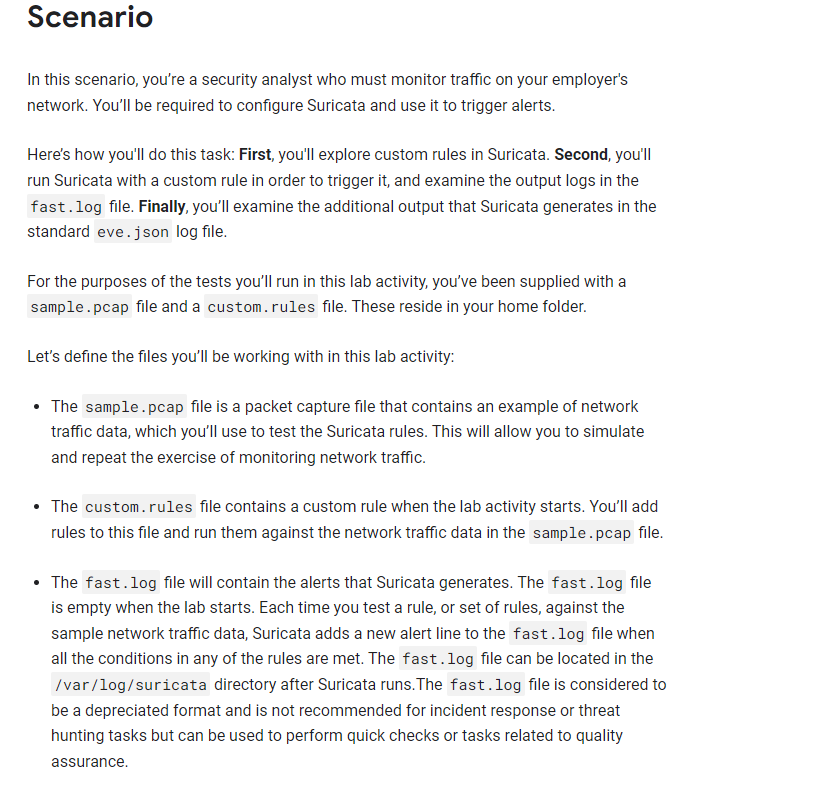 Scenario
In this scenario, you're a security analyst who must monitor traffic on your employer's
network. You'll be required to configure Suricata and use it to trigger alerts.
Here's how you'll do this task: First, you'll explore custom rules in Suricata. Second, you'll
run Suricata with a custom rule in order to trigger it, and examine the output logs in the
fast.log file. Finally, you'll examine the additional output that Suricata generates in the
standard eve.json log file.
For the purposes of the tests you'll run in this lab activity, you've been supplied with a
sample.pcap file and a custom.rules file. These reside in your home folder.
Let's define the files you'll be working with in this lab activity:
• The sample.pcap file is a packet capture file that contains an example of network
traffic data, which you'll use to test the Suricata rules. This will allow you to simulate
and repeat the exercise of monitoring network traffic.
• The custom.rules file contains a custom rule when the lab activity starts. You'll add
rules to this file and run them against the network traffic data in the sample.pcap file.
• The fast.log file will contain the alerts that Suricata generates. The fast.log file
is empty when the lab starts. Each time you test a rule, or set of rules, against the
sample network traffic data, Suricata adds a new alert line to the fast.log file when
all the conditions in any of the rules are met. The fast.log file can be located in the
/var/log/suricata directory after Suricata runs.The fast.log file is considered to
be a depreciated format and is not recommended for incident response or threat
hunting tasks but can be used to perform quick checks or tasks related to quality
assurance.